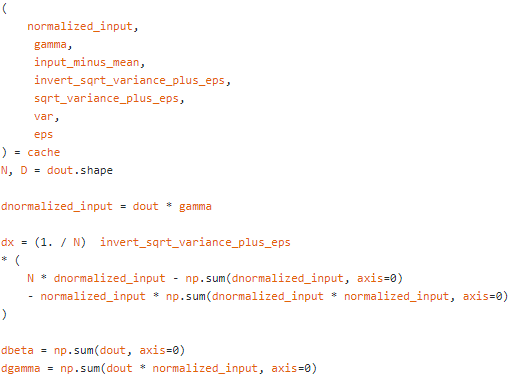 (
    normalized_input,
     gamma,
     input_minus_mean,
     invert_sqrt_variance_plus_eps,
     sqrt_variance_plus_eps,
     var,
     eps
) = cache
N, D = dout.shape

dnormalized_input = dout * gamma

dx = (1. / N)  invert_sqrt_variance_plus_eps
* (
    N * dnormalized_input - np.sum(dnormalized_input, axis=0)
    - normalized_input * np.sum(dnormalized_input * normalized_input, axis=0)
)

dbeta = np.sum(dout, axis=0)
dgamma = np.sum(dout * normalized_input, axis=0)